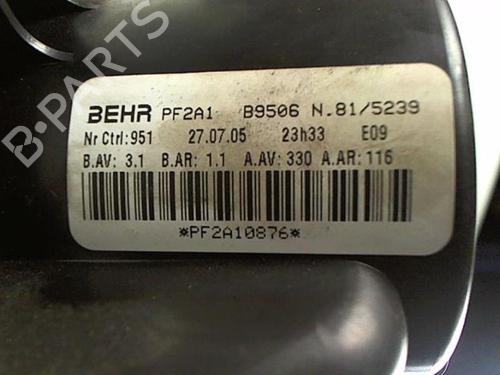 BEHR PF2A1 B9506 N.81/5239
Nr Ctrl:951 27.07.05 23h33 E09
B.AV: 3.1 B.AR: 1.1 A.AV: 330 A.AR: 116
*PF2A10876*
B-PARTS
B-PARTS